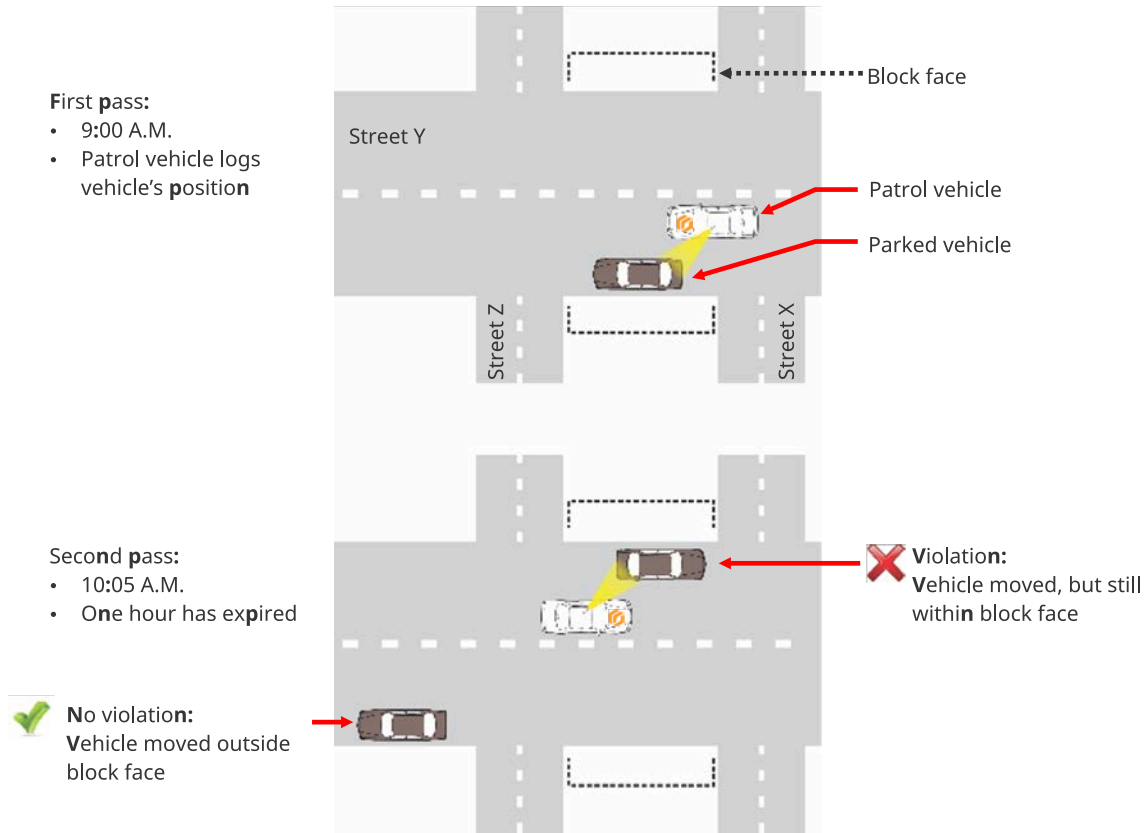 Block face
First pass:
• 9:00 A.M.
• Patrol vehicle logs
vehicle’s position
Street Y
Patrol vehicle
Parked vehicle
Street Z
Street X
Second pass:
• 10:05 A.M.
• One hour has expired
Violation:
Vehicle moved, but still
within block face
No violation:
Vehicle moved outside
block face